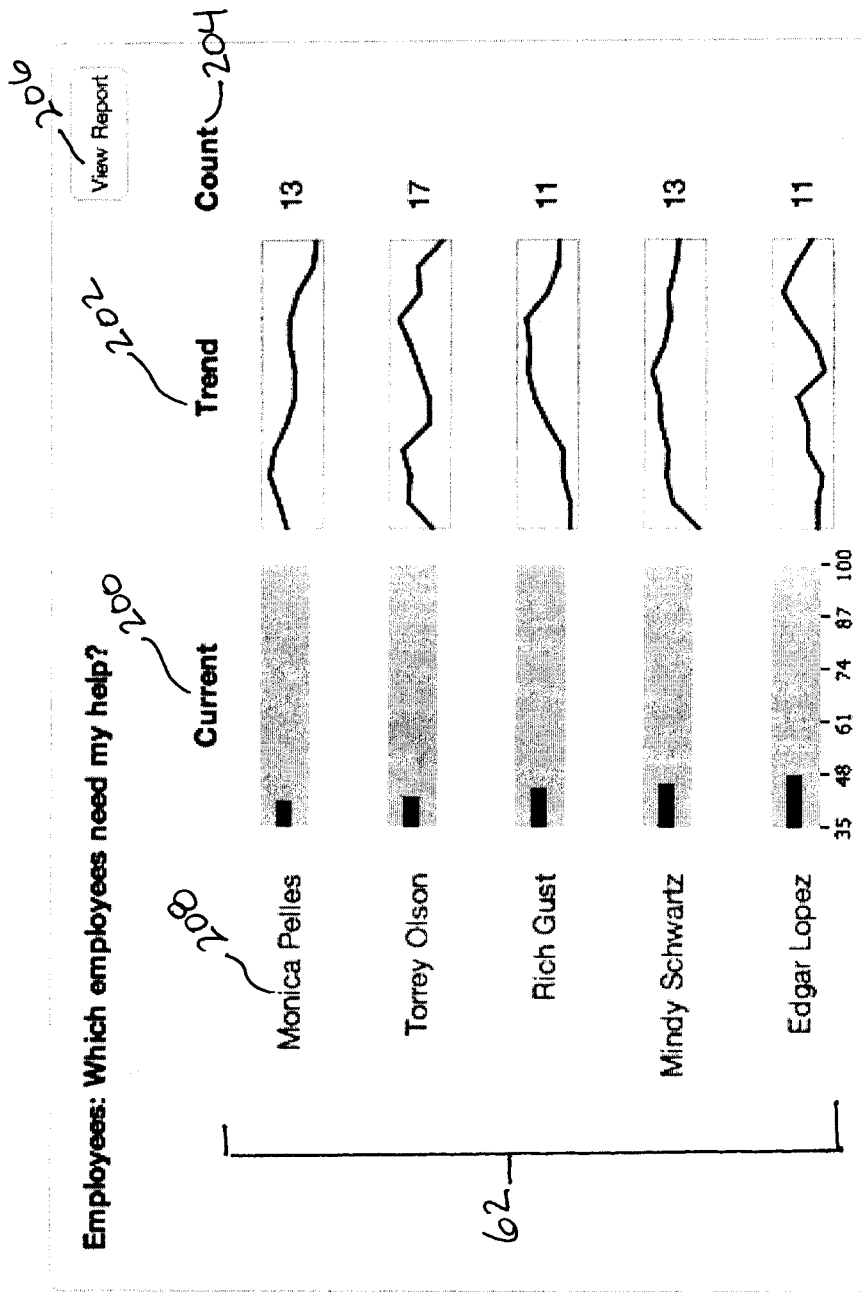 206
View Report
Employees: Which employees need my help?
200
202
204
Current
Trend
Count
208
Monica Pelles
13
Torrey Olson
17
Rich Gust
11
Mindy Schwartz
13
Edgar Lopez
11
35 48 61 74 87 100
62